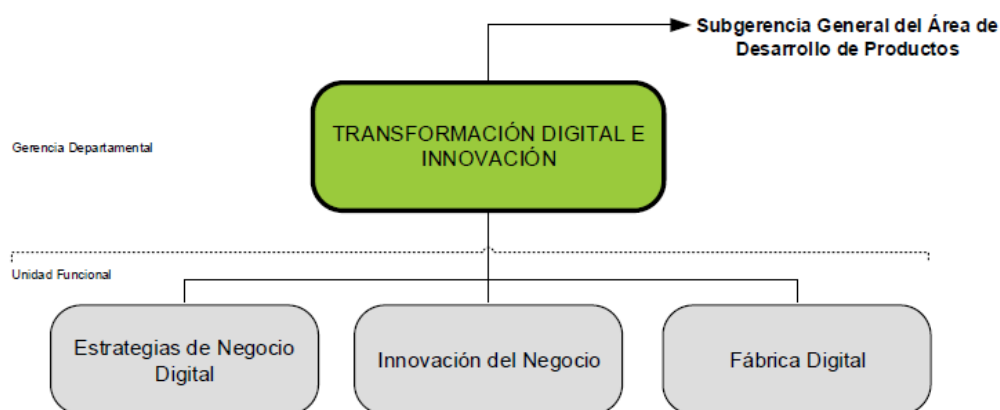 Subgerencia General del Área de
Desarrollo de Productos
TRANSFORMACIÓN DIGITAL E
INNOVACIÓN
Gerencia Departamental
Unidad Funcional
Estrategias de Negocio
Digital
Innovación del Negocio
Fábrica Digital